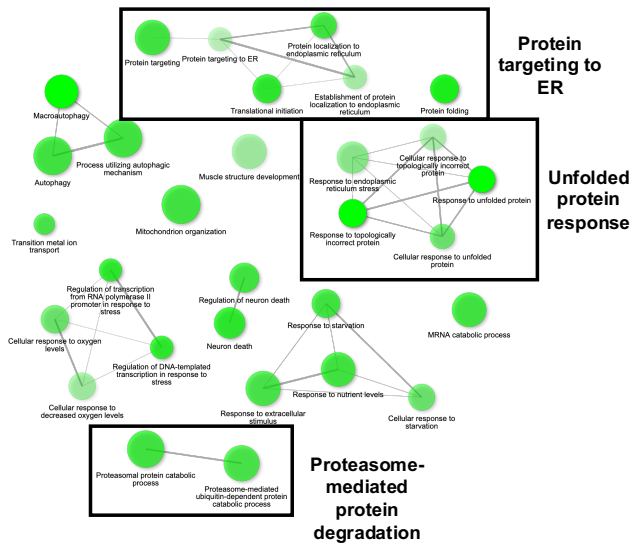 Protein targeting
Protein targeting to ER
Protein localization to
endoplasmic reticulum
Translational initiation
Establishment of protein
localization to endoplasmic
reticulum
Protein folding
Protein
targeting to
ER
Macroautophagy
Autophagy
Process utilizing autophagic
mechanism
Muscle structure development
Mitochondrion organization
Transition metal ion
transport
Cellular response to
topologically incorrect
protein
Response to endoplasmic
reticulum stress
Response to unfolded protein
Response to topologically
incorrect protein
Cellular response to unfolded
protein
Unfolded
protein
response
Regulation of transcription
from RNA polymerase II
promoter in response to
stress
Cellular response to oxygen
levels
Regulation of DNA-templated
transcription in response to
stress
Cellular response to
decreased oxygen levels
Regulation of neuron death
Neuron death
Response to starvation
Response to nutrient levels
Response to extracellular
stimulus
Cellular response to
starvation
MRNA catabolic process
Proteasomal protein catabolic
process
Proteasome-mediated
ubiquitin-dependent protein
catabolic process
Proteasome-
mediated
protein
degradation